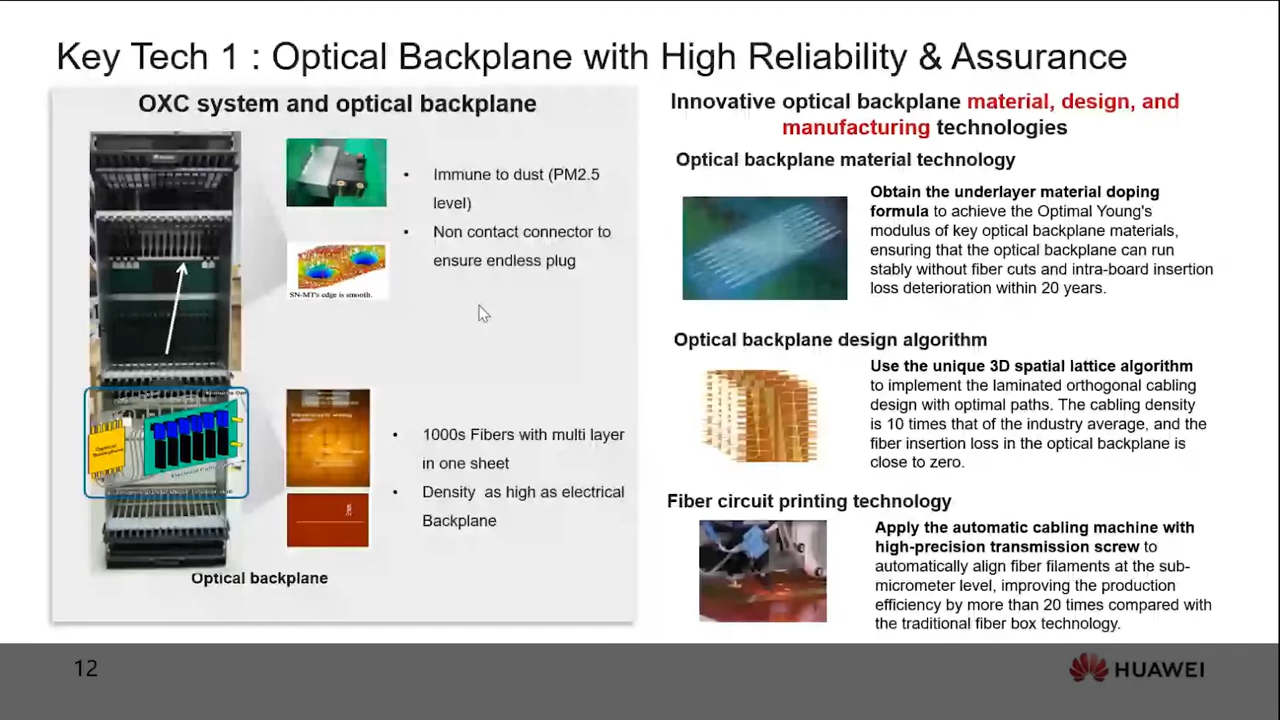 Key Tech 1 : Optical Backplane with High Reliability & Assurance
OXC system and optical backplane
• Immune to dust (PM2.5
level)
• Non contact connector to
ensure endless plug
SN-MT's edge is smooth.
• 1000s Fibers with multi layer
in one sheet
• Density as high as electrical
Backplane
Optical backplane
Innovative optical backplane material, design, and
manufacturing technologies
Optical backplane material technology
Obtain the underlayer material doping
formula to achieve the Optimal Young's
modulus of key optical backplane materials,
ensuring that the optical backplane can run
stably without fiber cuts and intra-board insertion
loss deterioration within 20 years.
Optical backplane design algorithm
Use the unique 3D spatial lattice algorithm
to implement the laminated orthogonal cabling
design with optimal paths. The cabling density
is 10 times that of the industry average, and the
fiber insertion loss in the optical backplane is
close to zero.
Fiber circuit printing technology
Apply the automatic cabling machine with
high-precision transmission screw to
automatically align fiber filaments at the sub-
micrometer level, improving the production
efficiency by more than 20 times compared with
the traditional fiber box technology.
12
HUAWEI